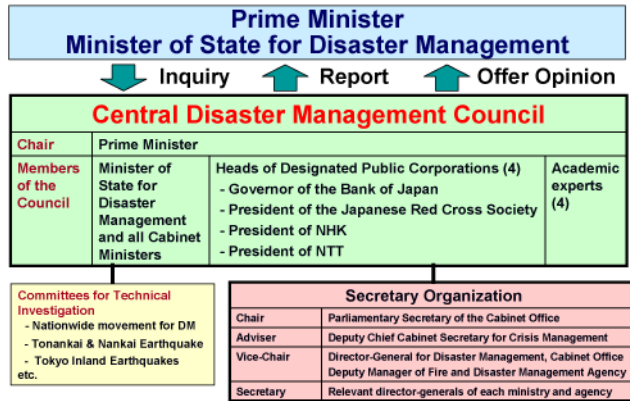 Prime Minister
Minister of State for Disaster Management
Inquiry
Report
Offer Opinion
Central Disaster Management Council
Chair
Prime Minister
Members
of the
Council
Minister of
State for
Disaster
Management
and all Cabinet
Ministers
Heads of Designated Public Corporations (4)
- Governor of the Bank of Japan
- President of the Japanese Red Cross Society
- President of NHK
- President of NTT
Academic
experts
(4)
Committees for Technical
Investigation
- Nationwide movement for DM
- Tonankai & Nankai Earthquake
- Tokyo Inland Earthquakes
etc.
Secretary Organization
Chair
Parliamentary Secretary of the Cabinet Office
Adviser
Deputy Chief Cabinet Secretary for Crisis Management
Vice-Chair
Director-General for Disaster Management, Cabinet Office
Deputy Manager of Fire and Disaster Management Agency
Secretary
Relevant director-generals of each ministry and agency